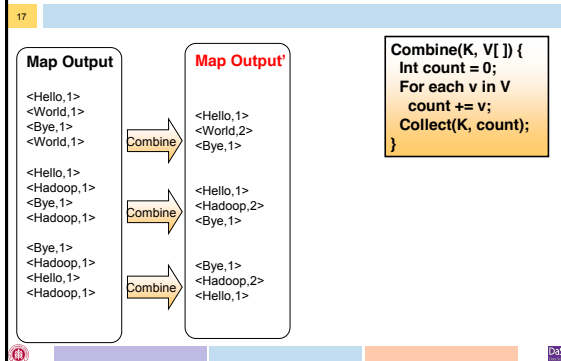 17
Map Output
<Hello,1>
<World,1>
<Bye,1>
<World,1>
<Hello,1>
<Hadoop,1>
<Bye,1>
<Hadoop,1>
<Bye,1>
<Hadoop,1>
<Hello,1>
<Hadoop,1>
Combine
Combine
Combine
Map Output’
<Hello,1>
<World,2>
<Bye,1>
<Hello,1>
<Hadoop,2>
<Bye,1>
<Bye,1>
<Hadoop,2>
<Hello,1>
Combine(K, V[ ]) {
Int count = 0;
For each v in V
count += v;
Collect(K, count);
}